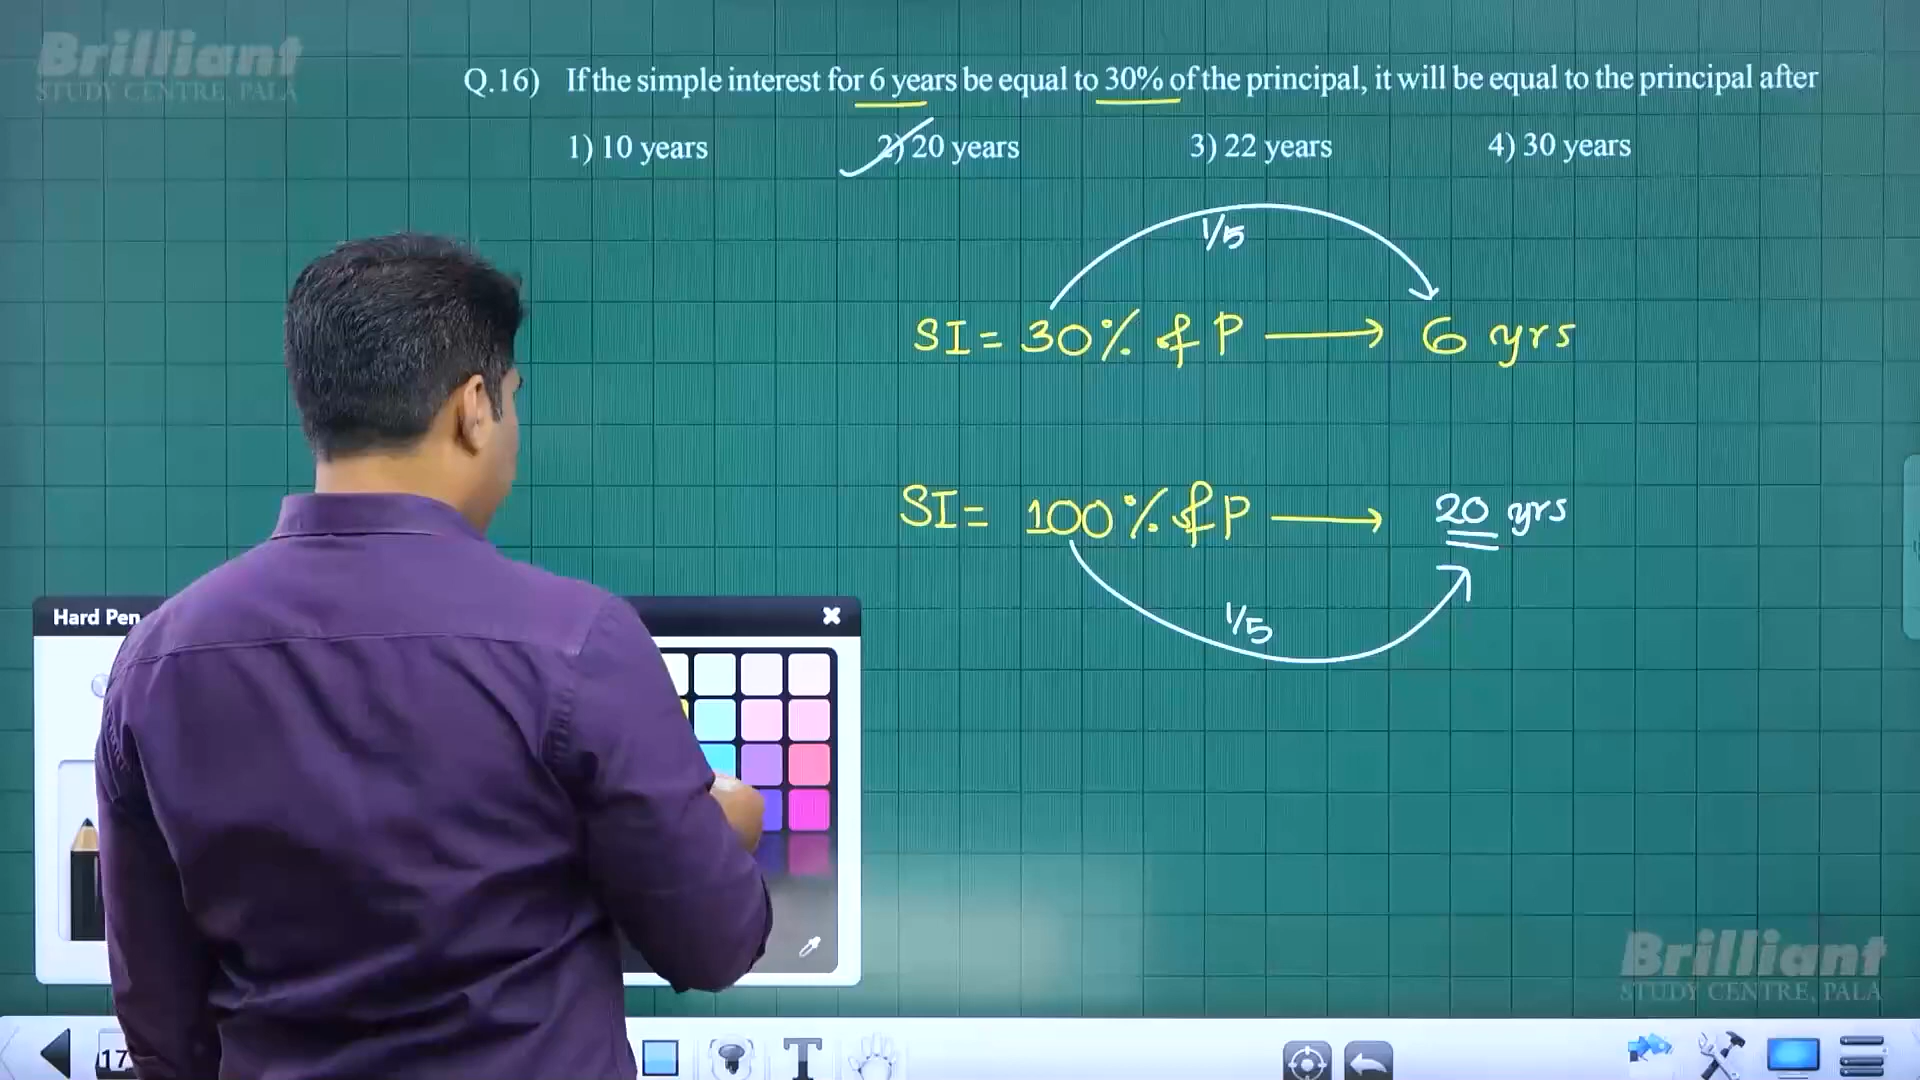 Brilliant
STUDY CENTRE, PALA
Q.16) If the simple interest for 6 years be equal to 30% of the principal, it will be equal to the principal after
1) 10 years 2) 20 years 3) 22 years 4) 30 years
1/5
SI = 30% of P → 6 yrs
SI = 100% of P → 20 yrs
1/5
Hard Pen
Brilliant
STUDY CENTRE, PALA
17
T